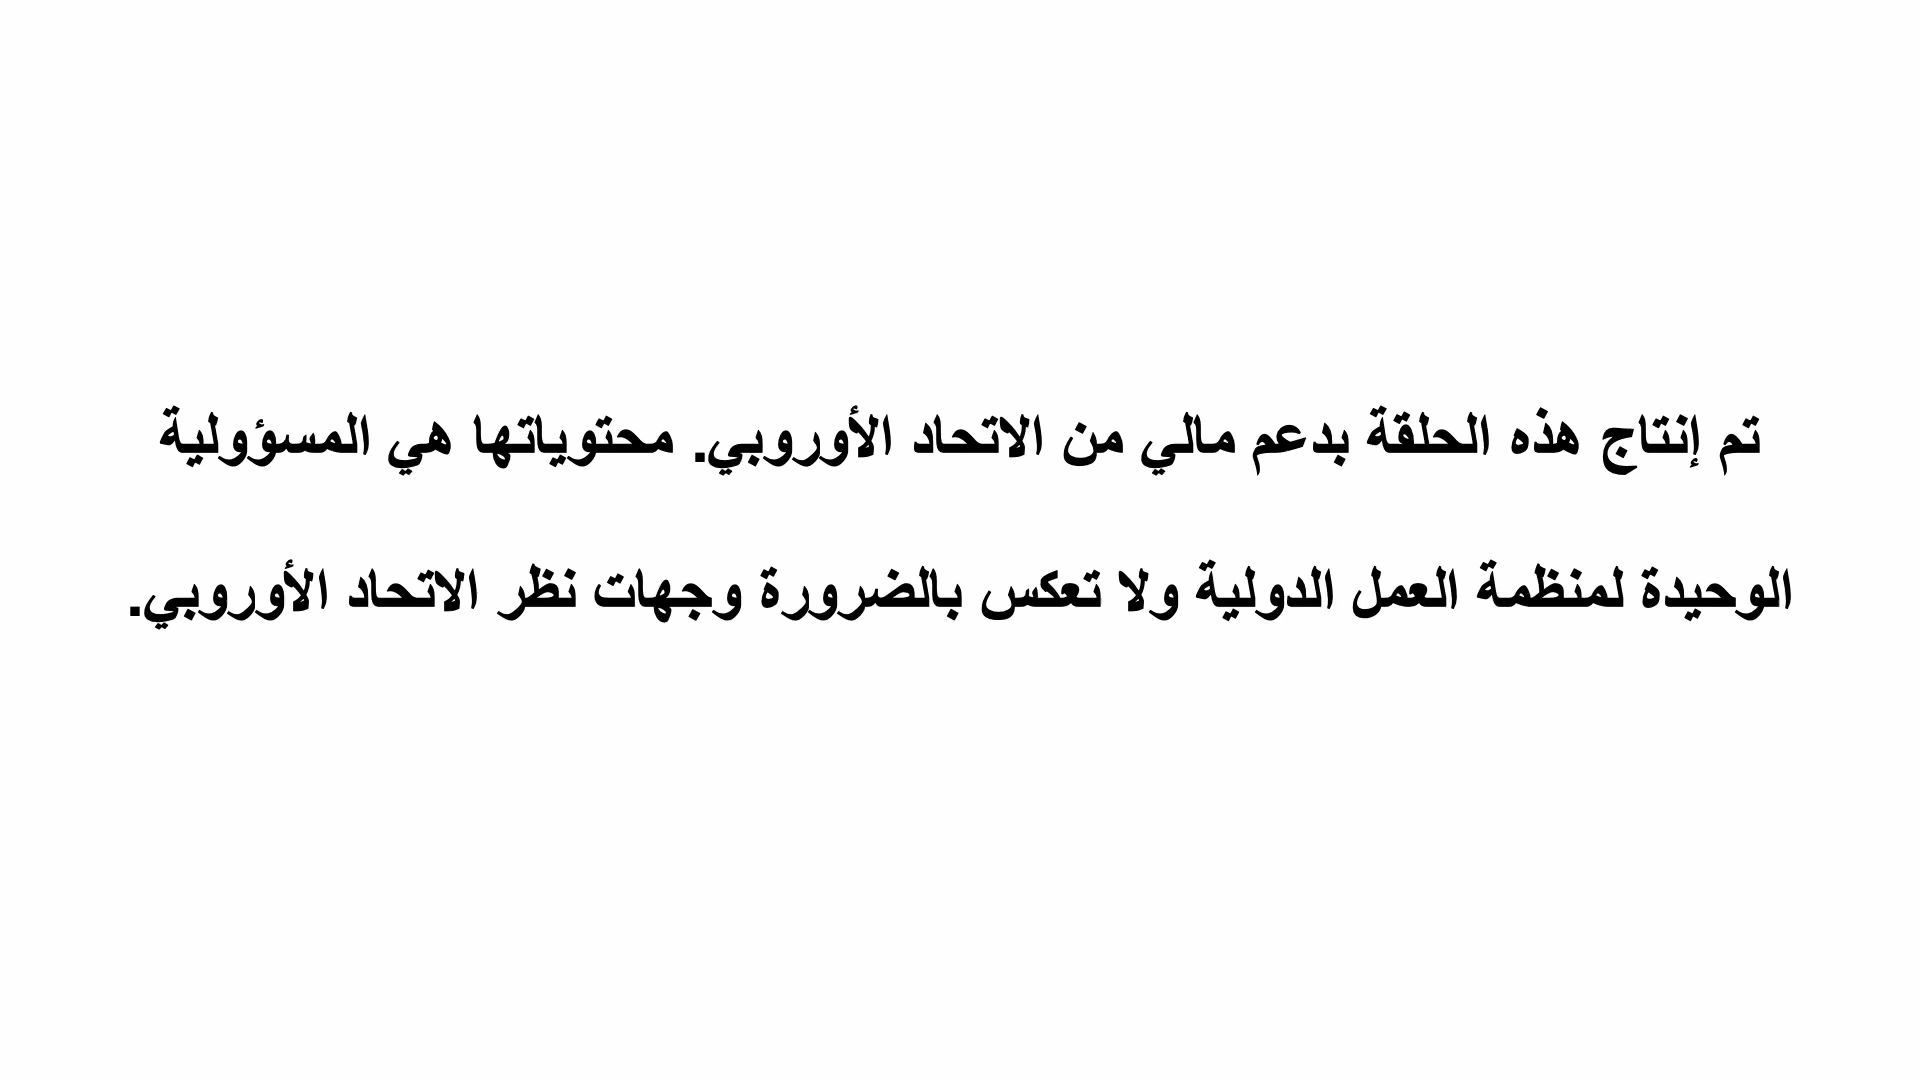 تم إنتاج هذه الحلقة بدعم مالي من الاتحاد الأوروبي. محتوياتها هي المسؤولية
الوحيدة لمنظمة العمل الدولية ولا تعكس بالضرورة وجهات نظر الاتحاد الأوروبي.